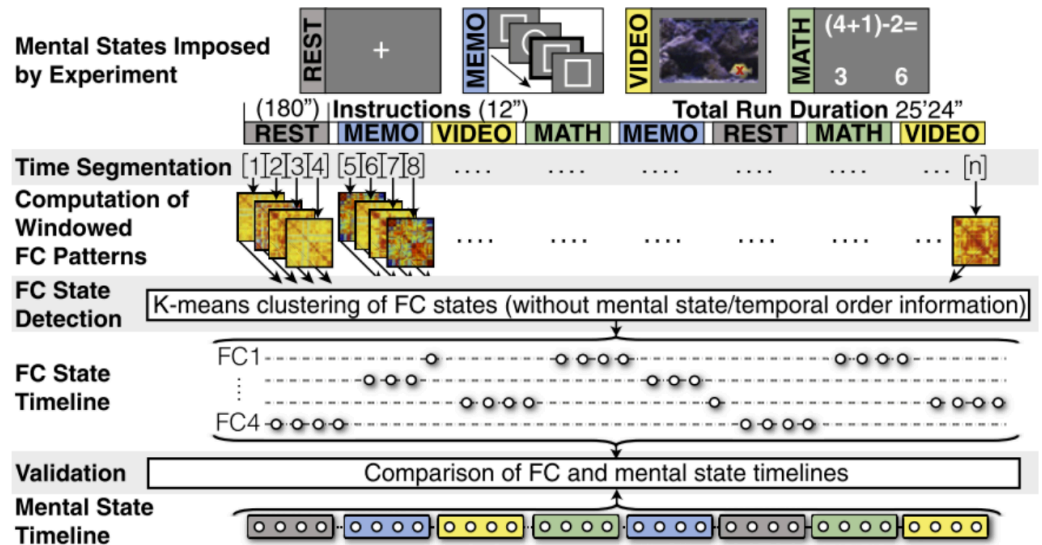 Mental States Imposed
by Experiment
REST
+
MEMO
VIDEO
X
MATH
(4+1)-2=
3 6
(180”) Instructions (12”) Total Run Duration 25’24”
REST MEMO VIDEO MATH MEMO REST MATH VIDEO
Time Segmentation [1][2][3][4] [5][6][7][8] .... .... .... .... ... [n]
Computation of
Windowed
FC Patterns
.... .... .... .... ...
FC State
Detection
K-means clustering of FC states (without mental state/temporal order information)
FC State
Timeline
FC1
FC4
Validation
Comparison of FC and mental state timelines
Mental State
Timeline